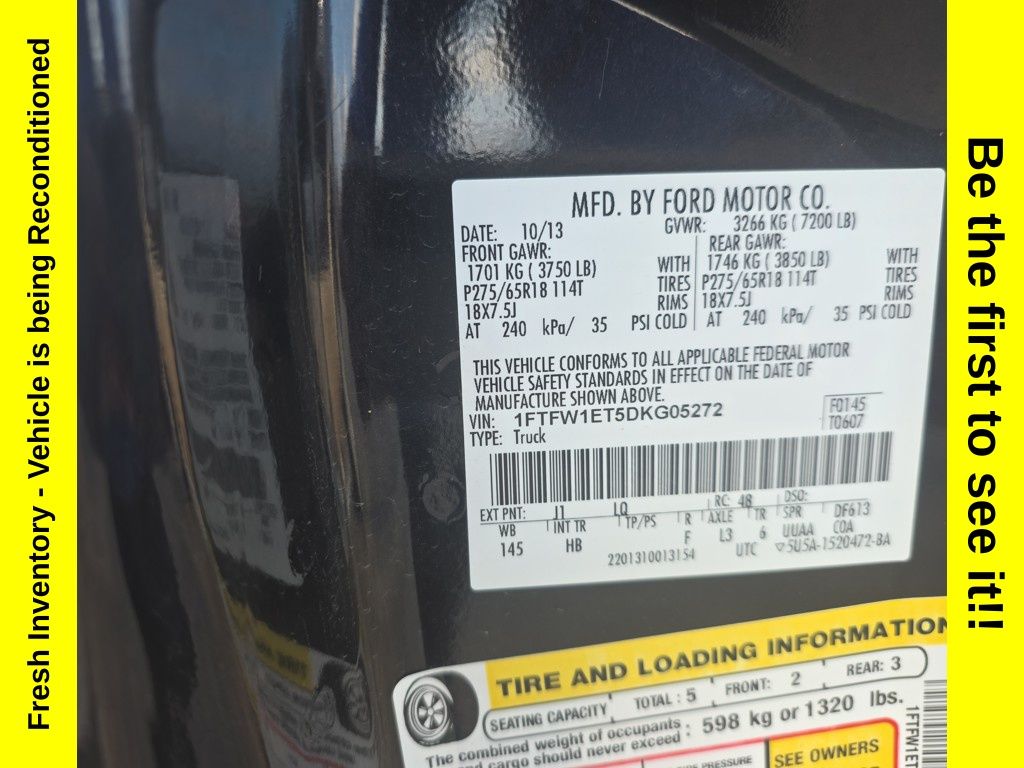 Fresh Inventory - Vehicle is being Reconditioned
MFD. BY FORD MOTOR CO.
DATE: 10/13 GVWR: 3266 KG ( 7200 LB)
FRONT GAWR: REAR GAWR:
1701 KG ( 3750 LB) WITH 1746 KG ( 3850 LB) WITH
P275/65R18 114T TIRES P275/65R18 114T TIRES
18X7.5J RIMS 18X7.5J RIMS
AT 240 kPa/ 35 PSI COLD AT 240 kPa/ 35 PSI COLD
THIS VEHICLE CONFORMS TO ALL APPLICABLE FEDERAL MOTOR
VEHICLE SAFETY STANDARDS IN EFFECT ON THE DATE OF
MANUFACTURE SHOWN ABOVE.
VIN: 1FTFW1ET5DKG05272 F0145
TYPE: Truck T0607
EXT PNT: J1 LQ RC: 48 DSO:
WB INT TR TP/PS R AXLE TR SPR DF613
145 HB F L3 6 UUAA COA
2201310013154 UTC ▽5U5A-1520472-BA
TIRE AND LOADING INFORMATION
SEATING CAPACITY TOTAL : 5 FRONT: 2 REAR: 3
The combined weight of occupants
and cargo should never exceed : 598 kg or 1320 lbs.
PRESSURE SEE OWNERS
1FTFW1ET
Be the first to see it!!